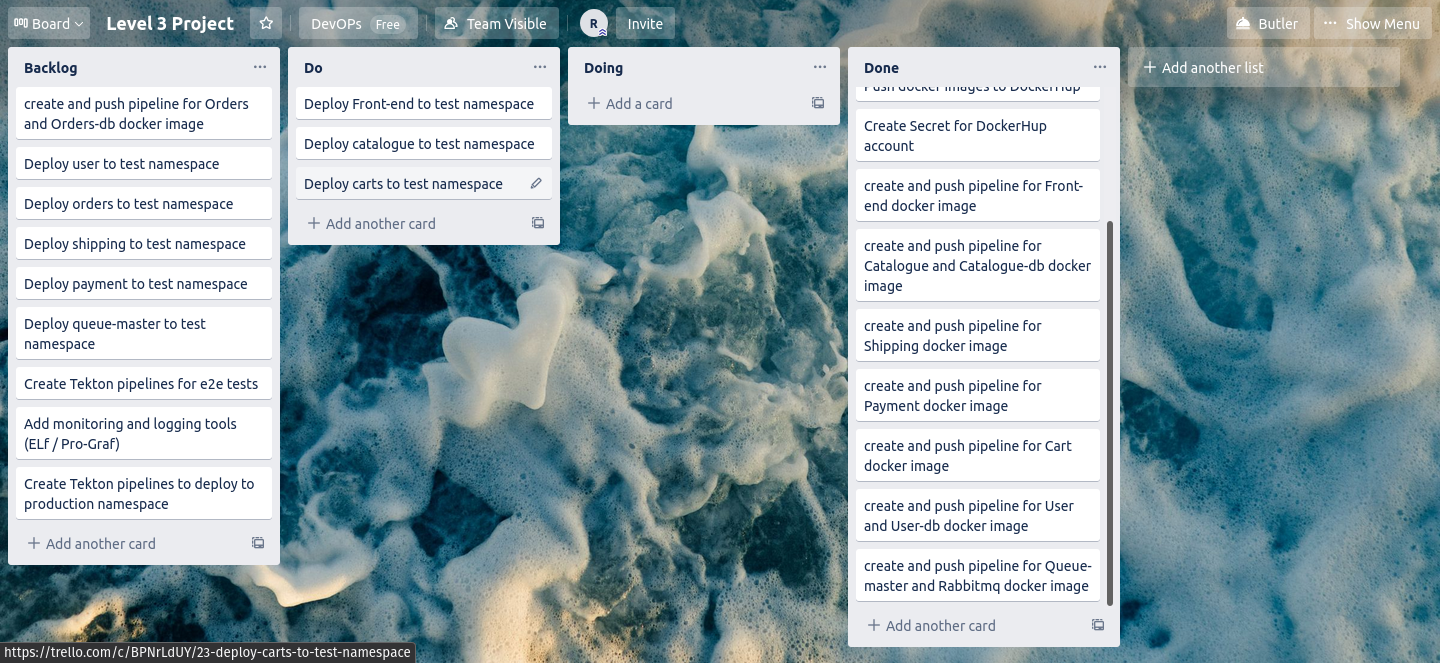 Board
Level 3 Project
DevOPs Free
Team Visible
R
Invite
Butler
··· Show Menu
Backlog
create and push pipeline for Orders
and Orders-db docker image
Deploy user to test namespace
Deploy orders to test namespace
Deploy shipping to test namespace
Deploy payment to test namespace
Deploy queue-master to test
namespace
Create Tekton pipelines for e2e tests
Add monitoring and logging tools
(ELf / Pro-Graf)
Create Tekton pipelines to deploy to
production namespace
+ Add another card
Do
Deploy Front-end to test namespace
Deploy catalogue to test namespace
Deploy carts to test namespace
+ Add another card
Doing
+ Add a card
Done
Push docker images to DockerHup
Create Secret for DockerHup
account
create and push pipeline for Front-
end docker image
create and push pipeline for
Catalogue and Catalogue-db docker
image
create and push pipeline for
Shipping docker image
create and push pipeline for
Payment docker image
create and push pipeline for Cart
docker image
create and push pipeline for User
and User-db docker image
create and push pipeline for Queue-
master and Rabbitmq docker image
+ Add another card
+ Add another list
https://trello.com/c/BPNrLdUY/23-deploy-carts-to-test-namespace